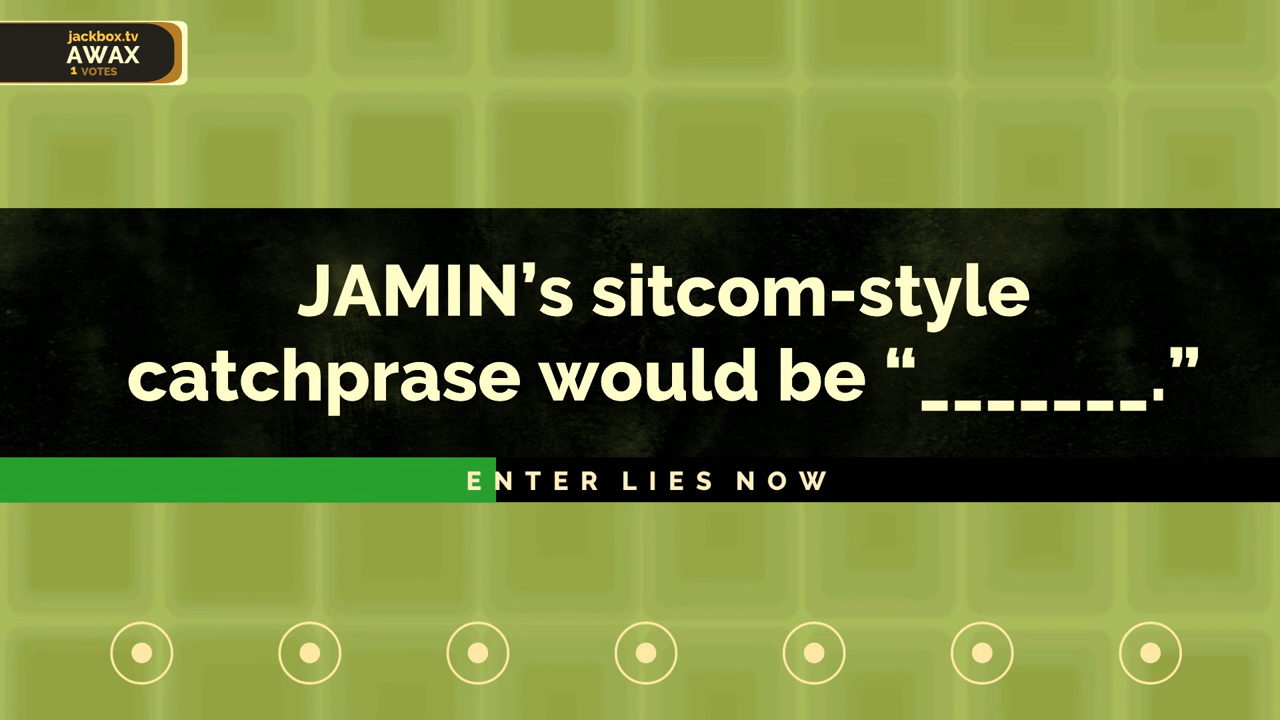 jackbox.tv
AWAX
1 VOTES
JAMIN’s sitcom-style
catchprase would be “_______.”
ENTER LIES NOW